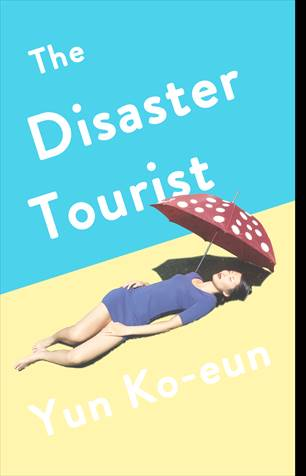 The
Disaster
Tourist
Yun Ko-eun